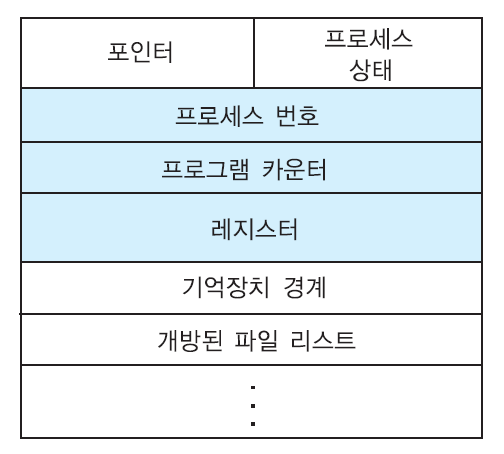 포인터
프로세스
상태
프로세스 번호
프로그램 카운터
레지스터
기억장치 경계
개방된 파일 리스트